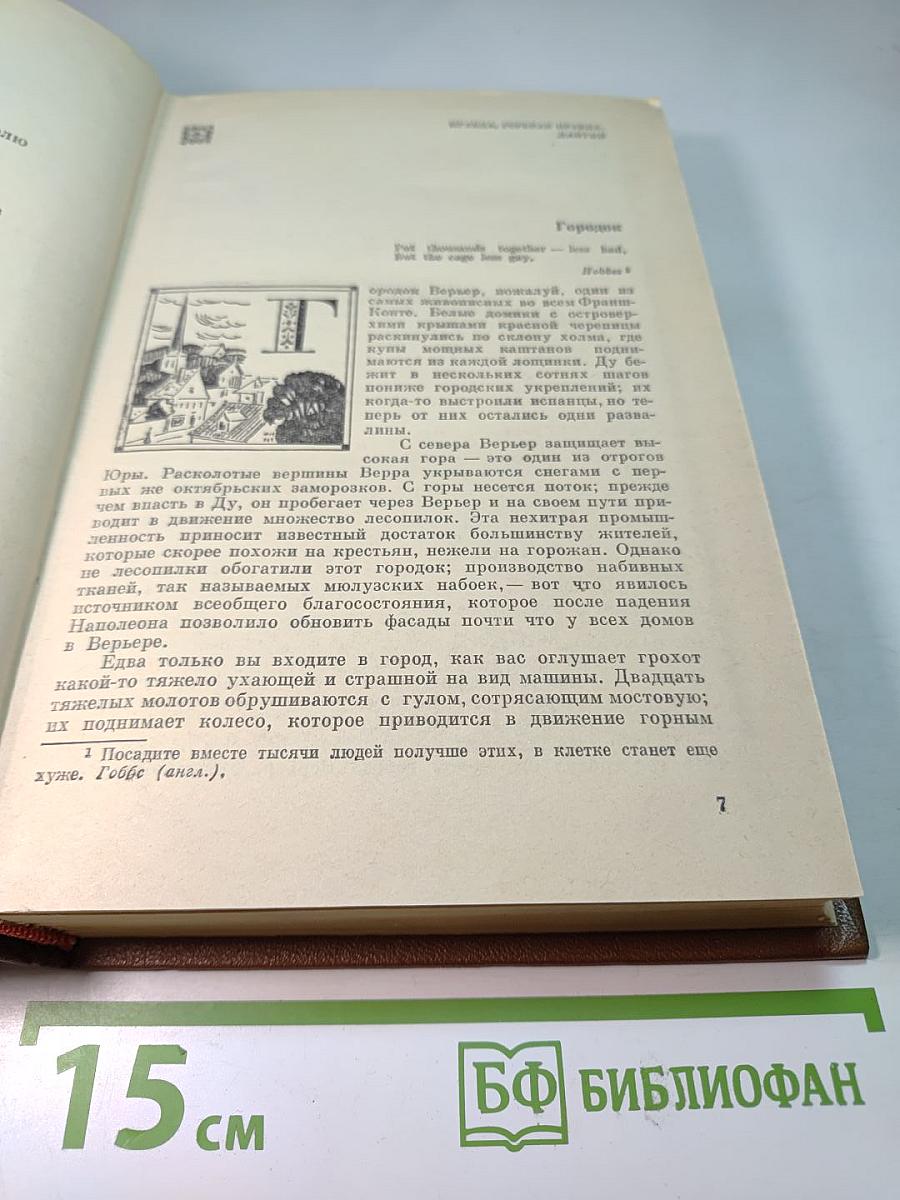 олю
ПРАВДА, ГОРЬКАЯ ПРАВДА.
ДАНТОН
Городок
Put thousands together — less bad,
But the cage less gay.
Hobbes 1
Г
ородок Верьер, пожалуй, один из
самых живописных во всем Франш-
Конте. Белые домики с островер-
хими крышами красной черепицы
раскинулись по склону холма, где
купы мощных каштанов подни-
маются из каждой лощинки. Ду бе-
жит в нескольких сотнях шагов
пониже городских укреплений; их
когда-то выстроили испанцы, но те-
перь от них остались одни разва-
лины.
С севера Верьер защищает вы-
сокая гора — это один из отрогов
Юры. Расколотые вершины Верра укрываются снегами с пер-
вых же октябрьских заморозков. С горы несется поток; прежде
чем впасть в Ду, он пробегает через Верьер и на своем пути при-
водит в движение множество лесопилок. Эта нехитрая промыш-
ленность приносит известный достаток большинству жителей,
которые скорее похожи на крестьян, нежели на горожан. Однако
не лесопилки обогатили этот городок; производство набивных
тканей, так называемых мюлузских набоек,— вот что явилось
источником всеобщего благосостояния, которое после падения
Наполеона позволило обновить фасады почти что у всех домов
в Верьере.
Едва только вы входите в город, как вас оглушает грохот
какой-то тяжело ухающей и страшной на вид машины. Двадцать
тяжелых молотов обрушиваются с гулом, сотрясающим мостовую;
их поднимает колесо, которое приводится в движение горным
1 Посадите вместе тысячи людей получше этих, в клетке станет еще
хуже. Гоббс (англ.).
7
15 см
БФ БИБЛИОФАН